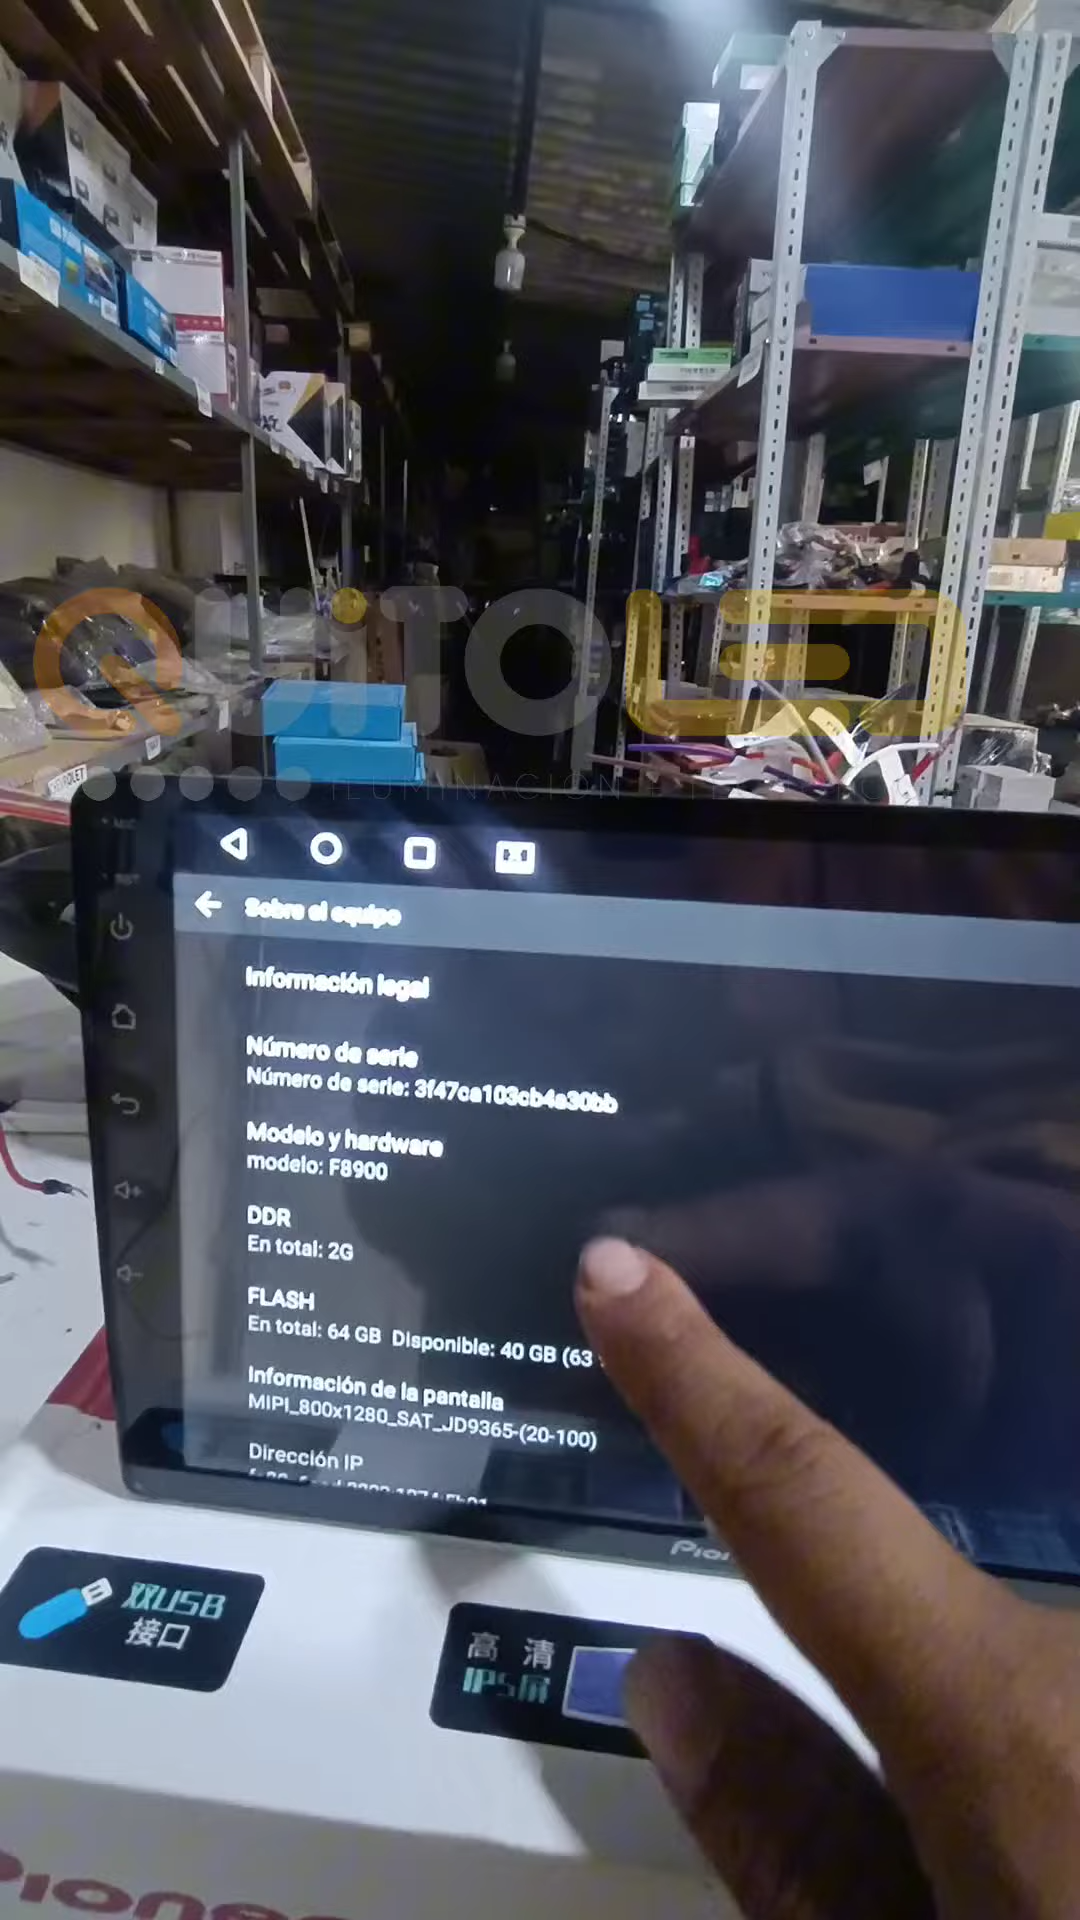 QUiTOLED
ILUMINACION
Sobre el equipo
Información legal
Número de serie
Número de serie: 3f47ca103cb4a30bb
Modelo y hardware
modelo: F8900
DDR
En total: 2G
FLASH
En total: 64 GB Disponible: 40 GB (63
Información de la pantalla
MIPI_800x1280_SAT_JD9365-(20-100)
Dirección IP
双USB
接口
高清
IPS屏